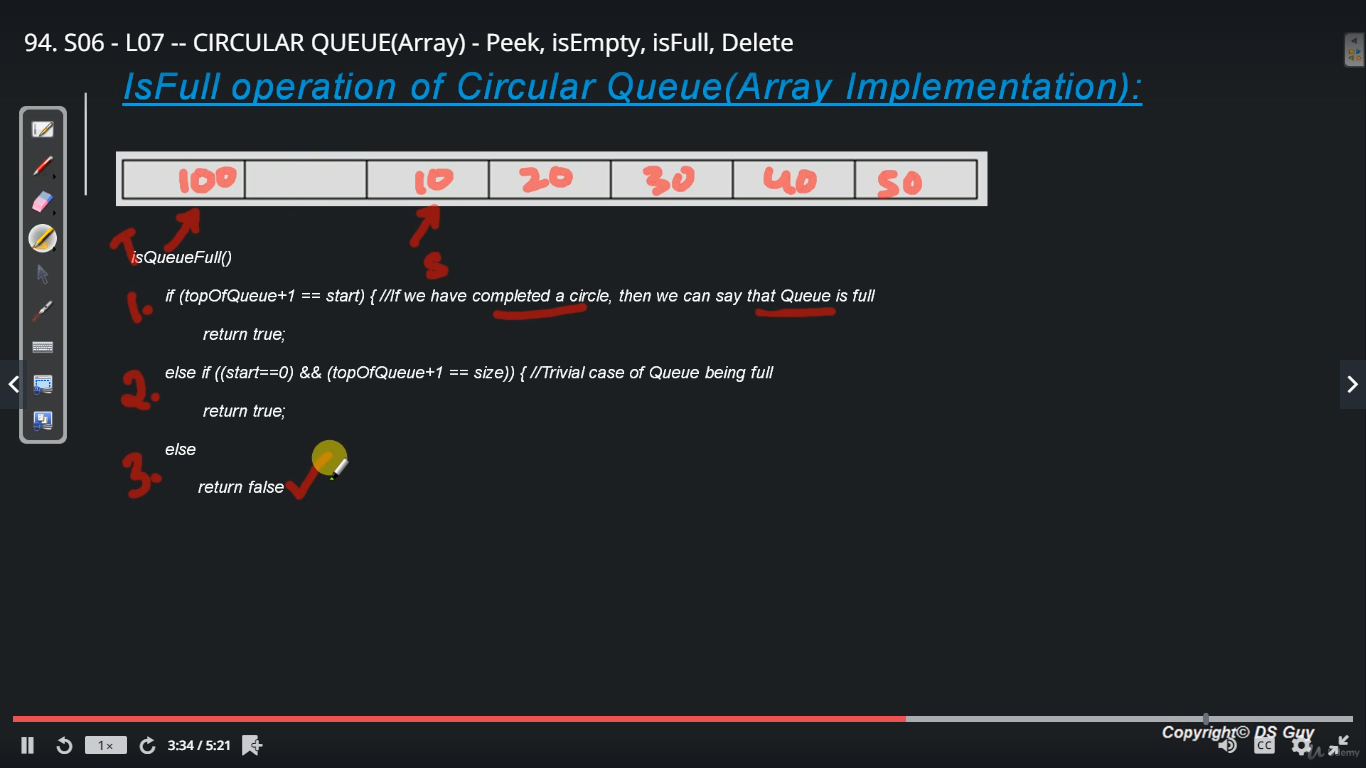 94. S06 - L07 -- CIRCULAR QUEUE(Array) - Peek, isEmpty, isFull, Delete
IsFull operation of Circular Queue(Array Implementation):
100 10 20 30 40 50
T
S
isQueueFull()
1. if (topOfQueue+1 == start) { //If we have completed a circle, then we can say that Queue is full
return true;
2. else if ((start==0) && (topOfQueue+1 == size)) { //Trivial case of Queue being full
return true;
else
3. return false
Copyright© DS Guy
1x 3:34 / 5:21 CC